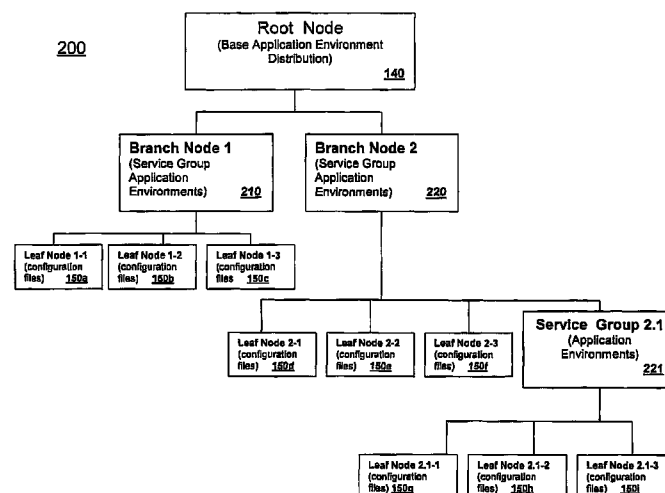 200
Root Node
(Base Application Environment
Distribution)
140
Branch Node 1
(Service Group
Application
Environments) 210
Branch Node 2
(Service Group
Application
Environments) 220
Leaf Node 1-1
(configuration
files) 150a
Leaf Node 1-2
(configuration
files) 150b
Leaf Node 1-3
(configuration
files) 150c
Leaf Node 2-1
(configuration
files) 150d
Leaf Node 2-2
(configuration
files) 150e
Leaf Node 2-3
(configuration
files) 150f
Service Group 2.1
(Application
Environments)
221
Leaf Node 2.1-1
(configuration
files) 150g
Leaf Node 2.1-2
(configuration
files) 150h
Leaf Node 2.1-3
(configuration
files) 150i